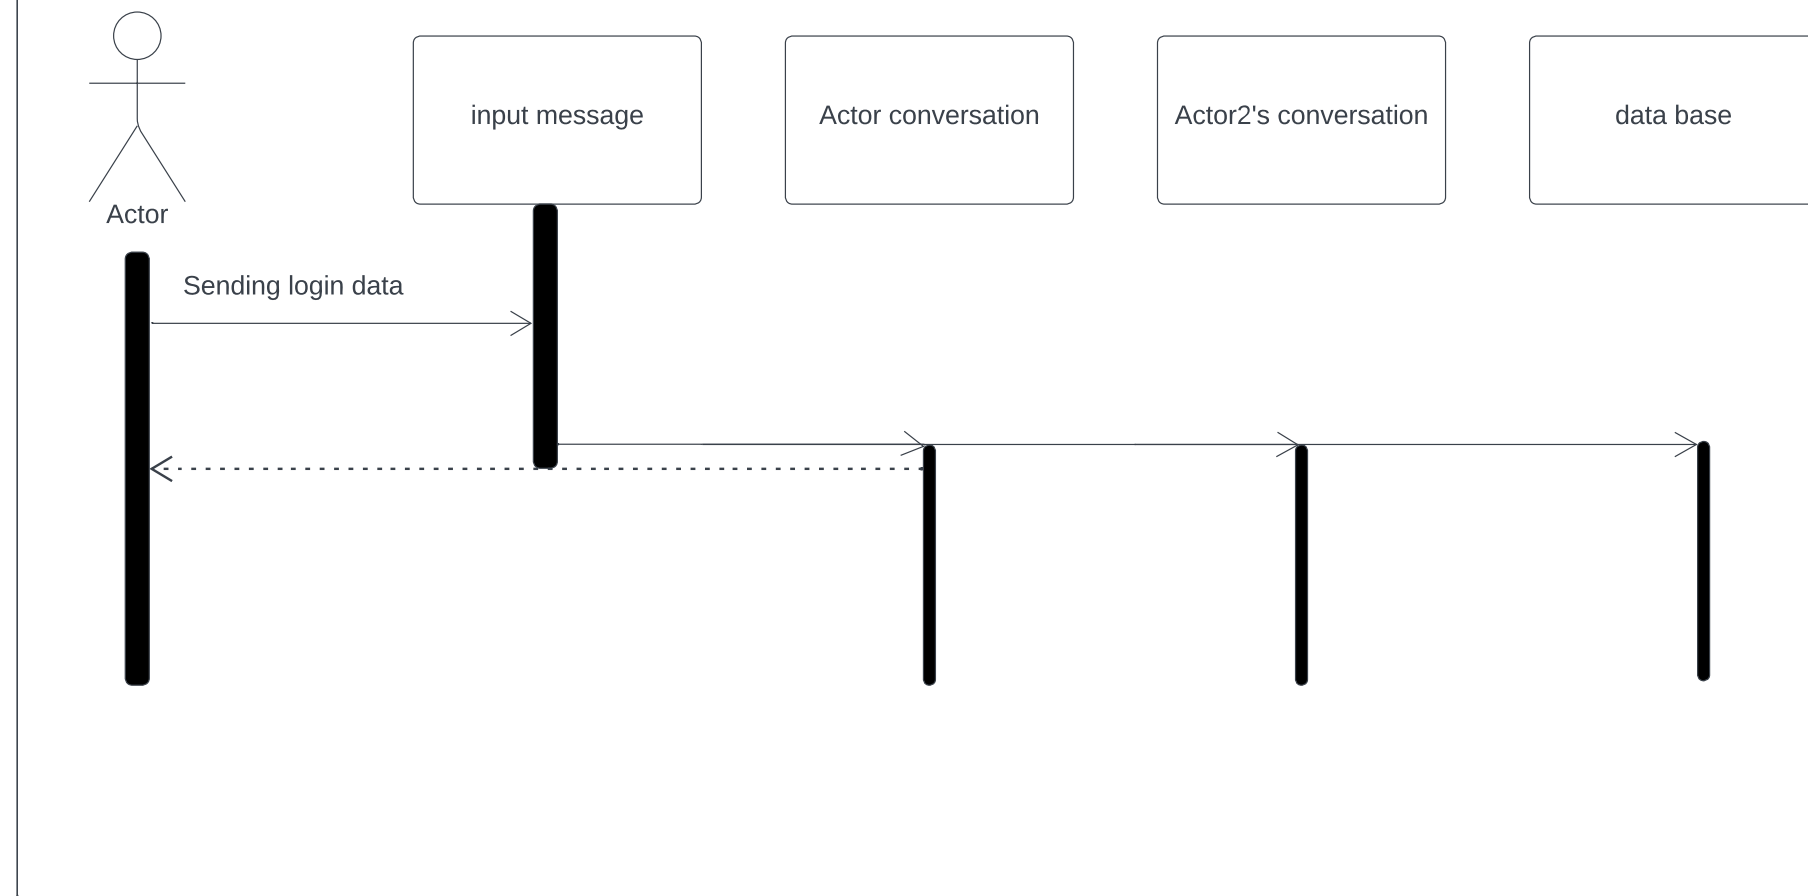 input message
Actor conversation
Actor2's conversation
data base
Actor
Sending login data